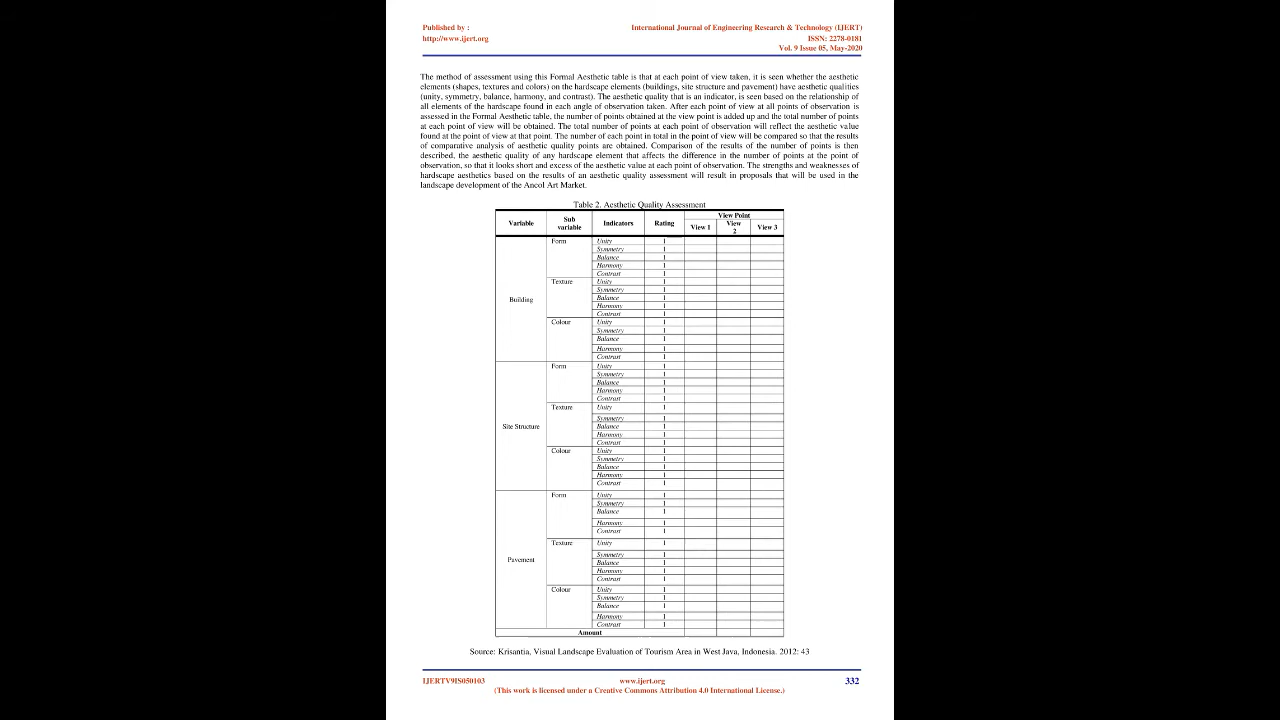 Published by :
International Journal of Engineering Research & Technology (IJERT)
http://www.ijert.org
ISSN: 2278-0181
Vol. 9 Issue 05, May-2020
The method of assessment using this Formal Aesthetic table is that at each point of view taken, it is seen whether the aesthetic
elements (shapes, textures and colors) on the hardscape elements (buildings, site structure and pavement) have aesthetic qualities
(unity, symmetry, balance, harmony, and contrast). The aesthetic quality that is an indicator, is seen based on the relationship of
all elements of the hardscape found in each angle of observation taken. After each point of view at all points of observation is
assessed in the Formal Aesthetic table, the number of points obtained at the view point is added up and the total number of points
at each point of view will be obtained. The total number of points at each point of observation will reflect the aesthetic value
found at the point of view at that point. The number of each point in total in the point of view will be compared so that the results
of comparative analysis of aesthetic quality points are obtained. Comparison of the results of the number of points is then
described, the aesthetic quality of any hardscape element that affects the difference in the number of points at the point of
observation, so that it looks short and excess of the aesthetic value at each point of observation. The strengths and weaknesses of
hardscape aesthetics based on the results of an aesthetic quality assessment will result in proposals that will be used in the
landscape development of the Ancol Art Market.
Table 2. Aesthetic Quality Assessment
Variable Sub variable Indicators Rating View Point
View 1 View 2 View 3
Building Form Unity 1
Symmetry 1
Balance 1
Harmony 1
Contrast 1
Texture Unity 1
Symmetry 1
Balance 1
Harmony 1
Contrast 1
Colour Unity 1
Symmetry 1
Balance 1
Harmony 1
Contrast 1
Site Structure Form Unity 1
Symmetry 1
Balance 1
Harmony 1
Contrast 1
Texture Unity 1
Symmetry 1
Balance 1
Harmony 1
Contrast 1
Colour Unity 1
Symmetry 1
Balance 1
Harmony 1
Contrast 1
Pavement Form Unity 1
Symmetry 1
Balance 1
Harmony 1
Contrast 1
Texture Unity 1
Symmetry 1
Balance 1
Harmony 1
Contrast 1
Colour Unity 1
Symmetry 1
Balance 1
Harmony 1
Contrast 1
Amount
Source: Krisantia, Visual Landscape Evaluation of Tourism Area in West Java, Indonesia. 2012: 43
IJERTV9IS050103
www.ijert.org
332
(This work is licensed under a Creative Commons Attribution 4.0 International License.)